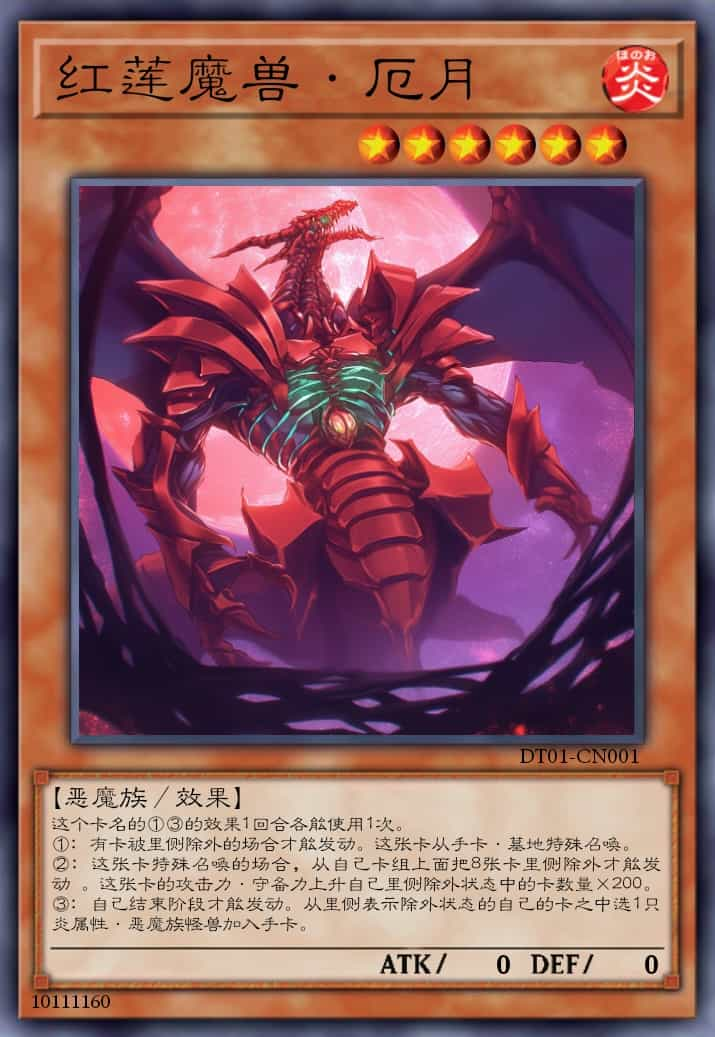 红莲魔兽·厄月
ほのお
炎
DT01-CN001
【恶魔族／效果】
这个卡名的①③的效果1回合各能使用1次。
①：有卡被里侧除外的场合才能发动。这张卡从手卡·墓地特殊召唤。
②：这张卡特殊召唤的场合，从自己卡组上面把8张卡里侧除外才能发
动 。这张卡的攻击力·守备力上升自己里侧除外状态中的卡数量×200。
③：自己结束阶段才能发动。从里侧表示除外状态的自己的卡之中选1只
炎属性·恶魔族怪兽加入手卡。
ATK/ 0 DEF/ 0
10111160